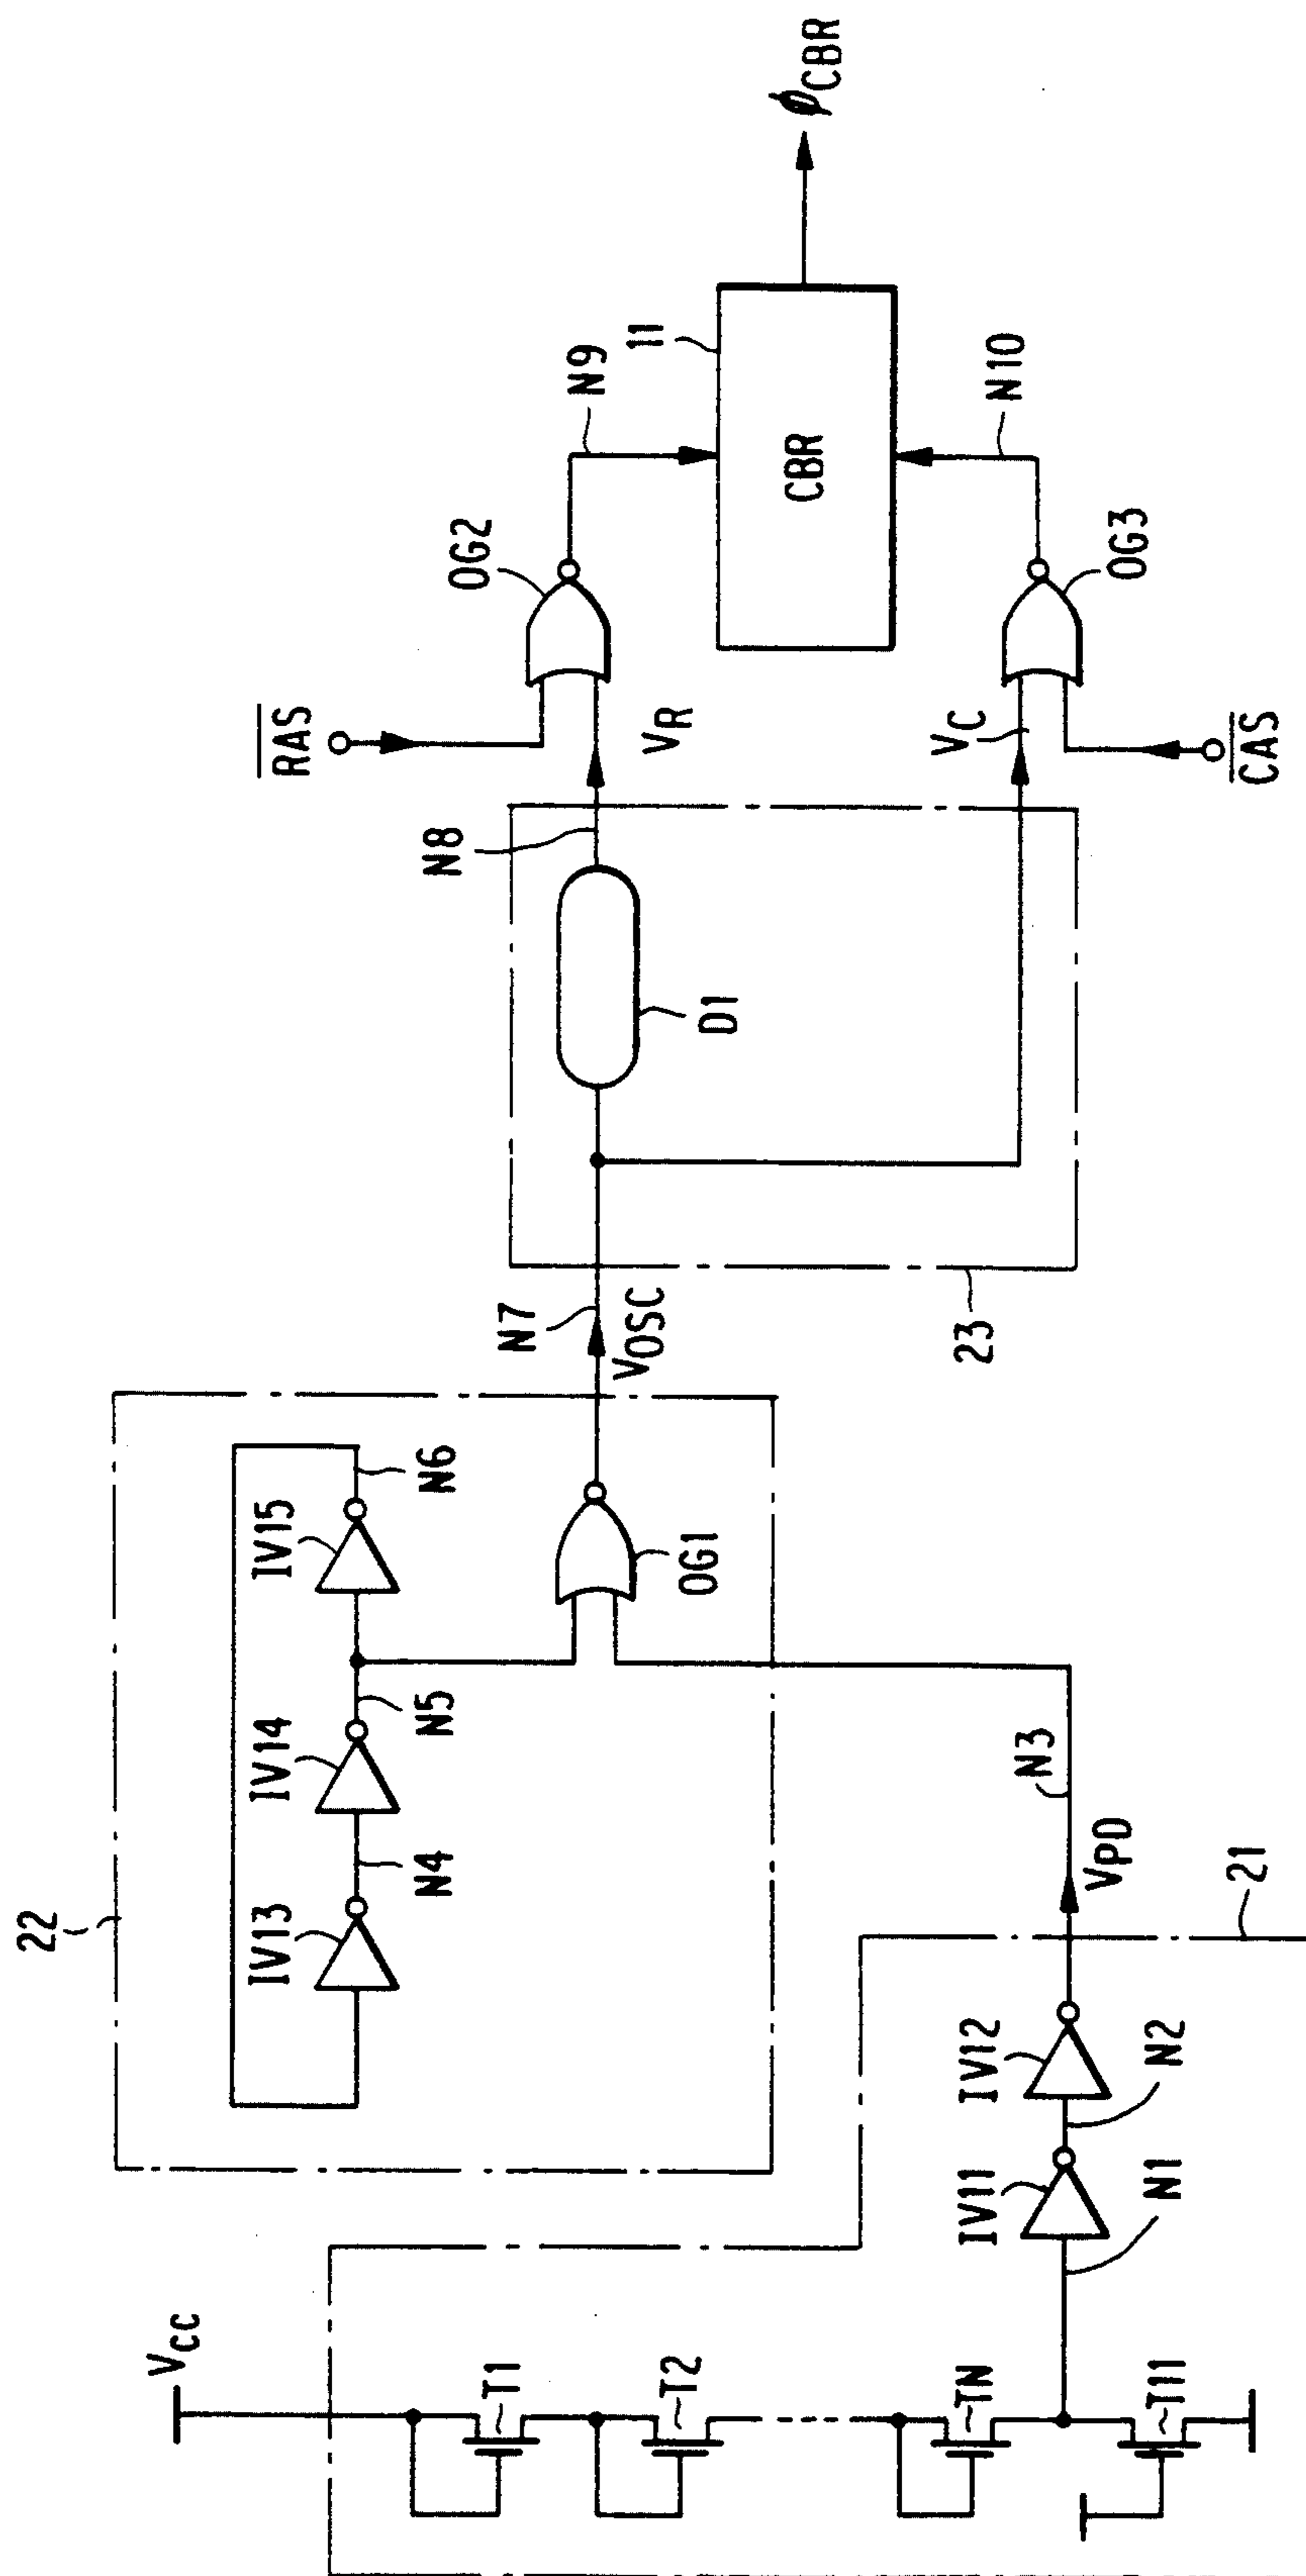 VCC
T1
T2
TN
T11
N1
IV11
N2
IV12
21
VPD
N3
22
IV13
N4
IV14
N5
IV15
N6
OG1
VOSC
N7
23
D1
N8
VR
VC
RAS
CAS
OG2
OG3
N9
N10
11
CBR
ϕCBR